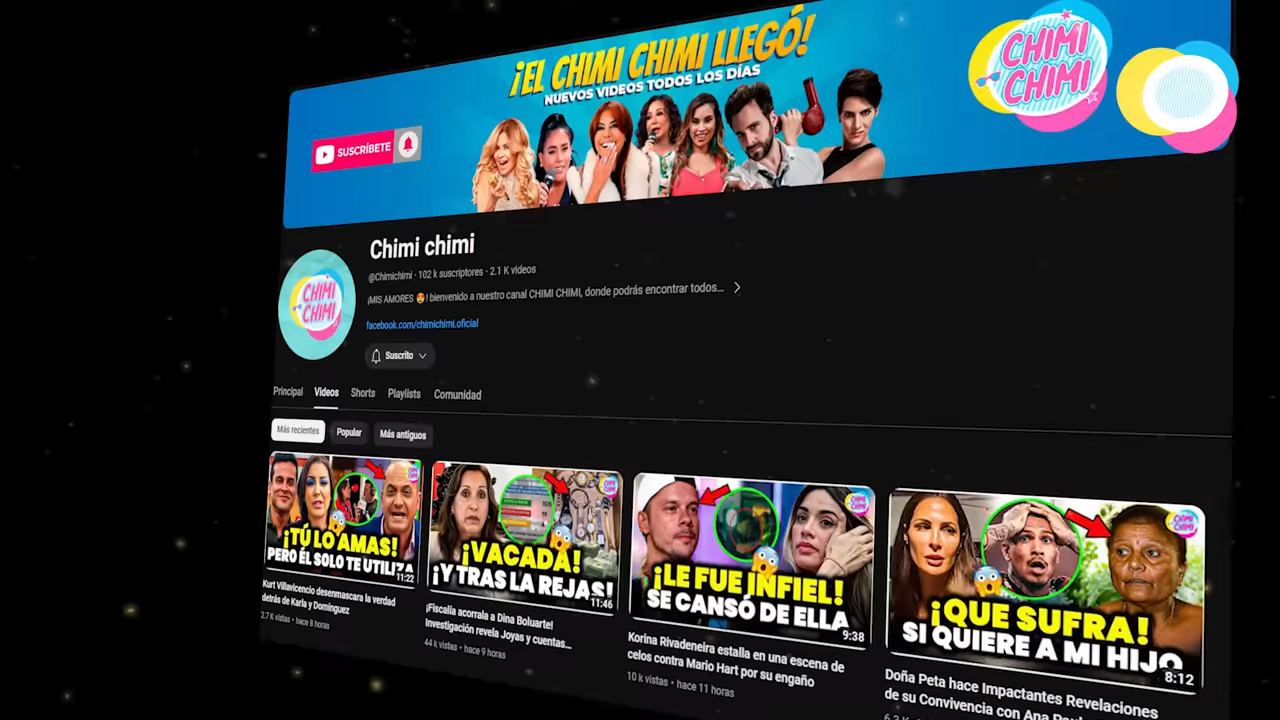 ¡EL CHIMI CHIMI LLEGÓ!
NUEVOS VIDEOS TODOS LOS DÍAS
SUSCRÍBETE
CHIMI
CHIMI
Chimi chimi
@Chimichimi · 102 k suscriptores · 2.1 K videos
¡MIS AMORES 😍! bienvenido a nuestro canal CHIMI CHIMI, donde podrás encontrar todos...
facebook.com/chimichimi.oficial
CHIMI
CHIMI
Suscrito
Principal Videos Shorts Playlists Comunidad
Más recientes Popular Más antiguos
¡TÚ LO AMAS!
PERO ÉL SOLO TE UTILIZA
11:22
Kurt Villavicencio desenmascara la verdad
detrás de Karla y Domínguez
2.7 K vistas · hace 8 horas
¡VACADA!
¡Y TRAS LA REJAS!
11:46
¡Fiscalía acorrala a Dina Boluarte!
Investigación revela Joyas y cuentas...
44 k vistas · hace 9 horas
¡LE FUE INFIEL!
SE CANSÓ DE ELLA
9:38
Korina Rivadeneira estalla en una escena de
celos contra Mario Hart por su engaño
10 k vistas · hace 11 horas
CHIMI
CHIMI
¡QUE SUFRA!
SI QUIERE A MI HIJO
8:12
Doña Peta hace Impactantes Revelaciones
de su Convivencia con Ana